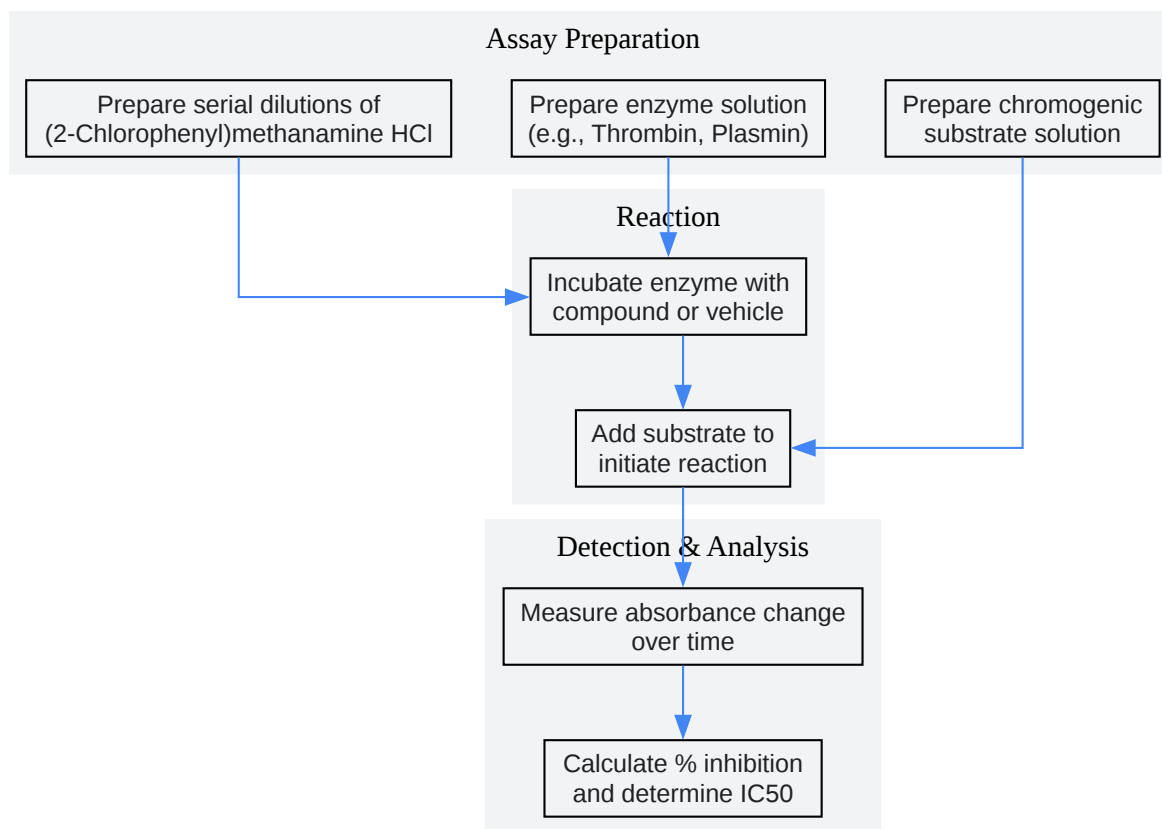 Assay Preparation
Prepare serial dilutions of
(2-Chlorophenyl)methanamine HCl
Prepare enzyme solution
(e.g., Thrombin, Plasmin)
Prepare chromogenic
substrate solution
Reaction
Incubate enzyme with
compound or vehicle
Add substrate to
initiate reaction
Detection & Analysis
Measure absorbance change
over time
Calculate % inhibition
and determine IC50